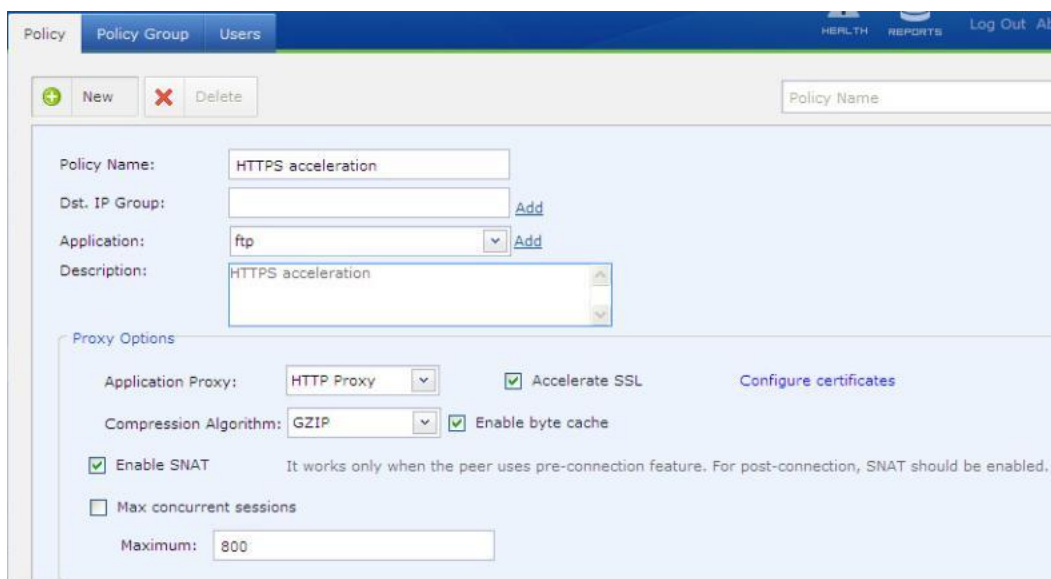 HEALTH REPORTS Log Out
Policy Policy Group Users
New Delete Policy Name
Policy Name: HTTPS acceleration
Dst. IP Group: Add
Application: ftp Add
Description: HTTPS acceleration
Proxy Options
Application Proxy: HTTP Proxy Accelerate SSL Configure certificates
Compression Algorithm: GZIP Enable byte cache
Enable SNAT It works only when the peer uses pre-connection feature. For post-connection, SNAT should be enabled.
Max concurrent sessions
Maximum: 800